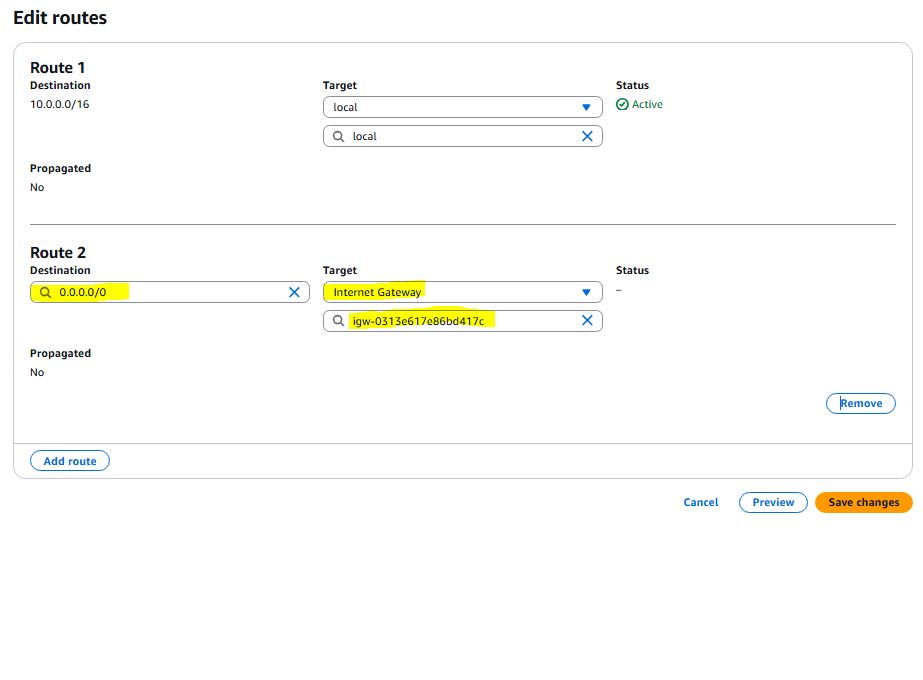 Edit routes
Route 1
Destination
Target
Status
10.0.0.0/16
local
Active
local
Propagated
No
Route 2
Destination
Target
Status
0.0.0.0/0
Internet Gateway
–
igw-0313e617e86bd417c
Propagated
No
Remove
Add route
Cancel
Preview
Save changes